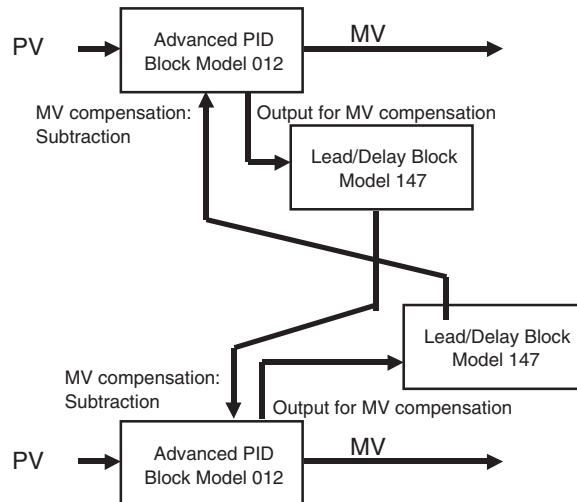 PV
Advanced PID
Block Model 012
MV
MV compensation:
Subtraction
Output for MV compensation
Lead/Delay Block
Model 147
Lead/Delay Block
Model 147
MV compensation:
Subtraction
Output for MV compensation
PV
Advanced PID
Block Model 012
MV